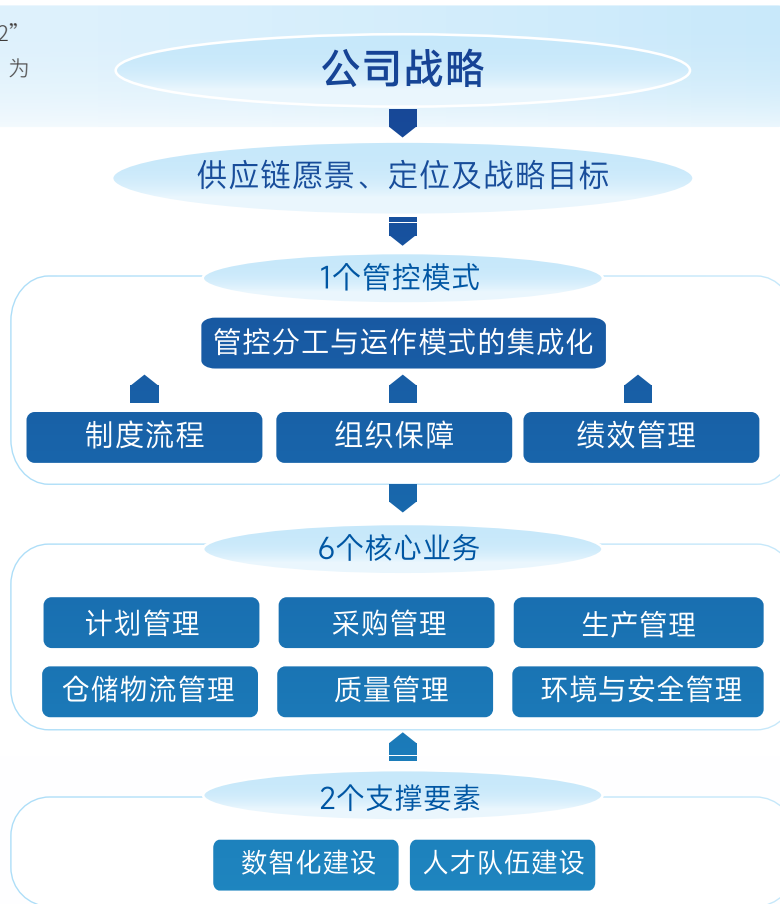 2”
为
公司战略
供应链愿景、定位及战略目标
1个管控模式
管控分工与运作模式的集成化
制度流程 组织保障 绩效管理
6个核心业务
计划管理 采购管理 生产管理
仓储物流管理 质量管理 环境与安全管理
2个支撑要素
数智化建设 人才队伍建设